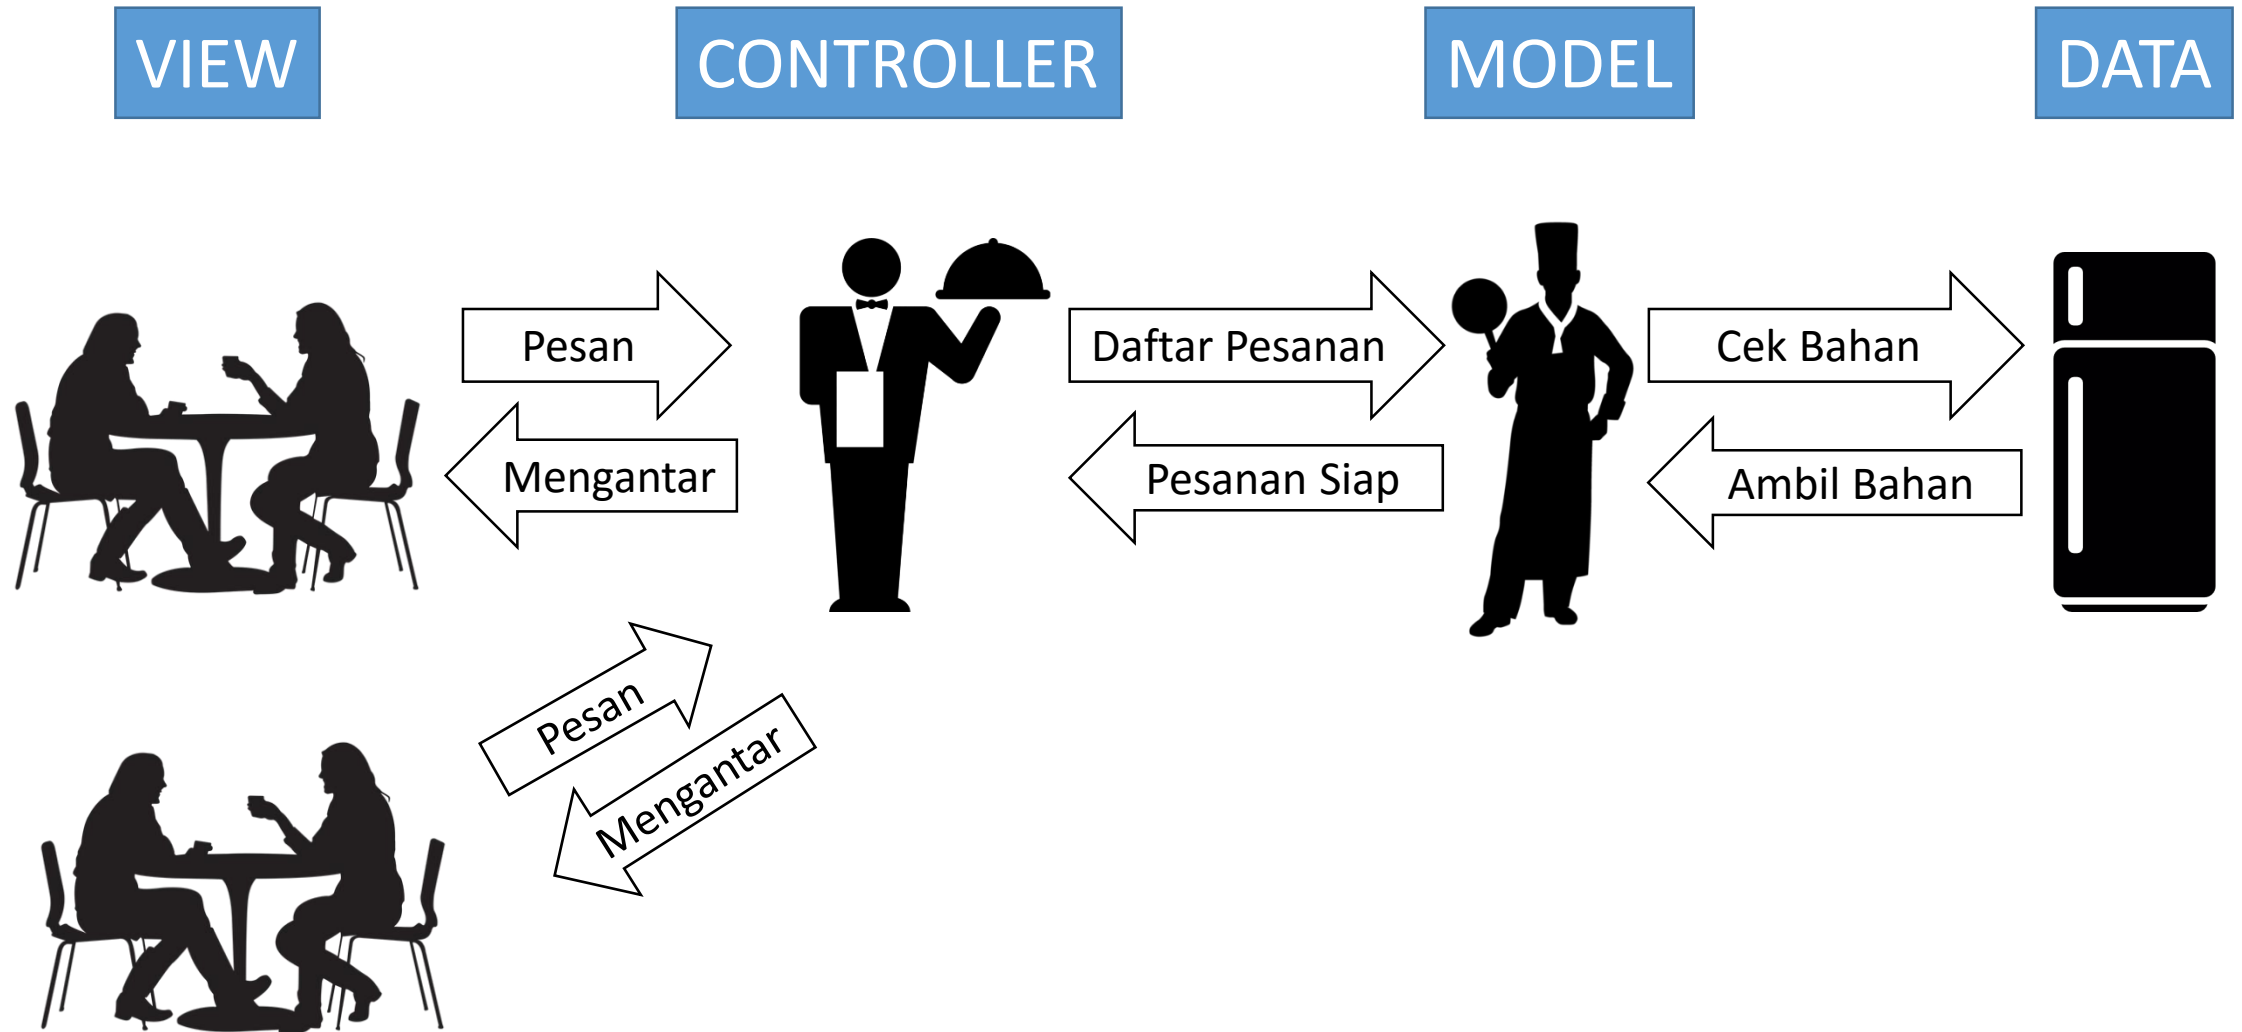 VIEW
CONTROLLER
MODEL
DATA
Pesan
Daftar Pesanan
Cek Bahan
Mengantar
Pesanan Siap
Ambil Bahan
Pesan
Mengantar